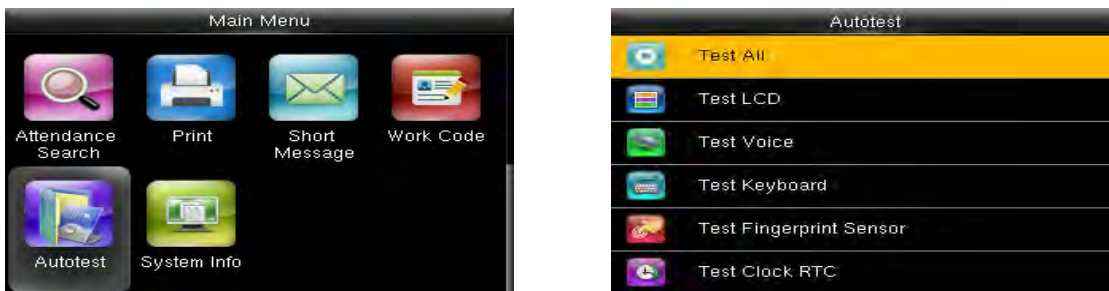 Main Menu
Attendance
Search
Print
Short
Message
Work Code
Autotest
System Info
Autotest
Test All
Test LCD
Test Voice
Test Keyboard
Test Fingerprint Sensor
Test Clock RTC